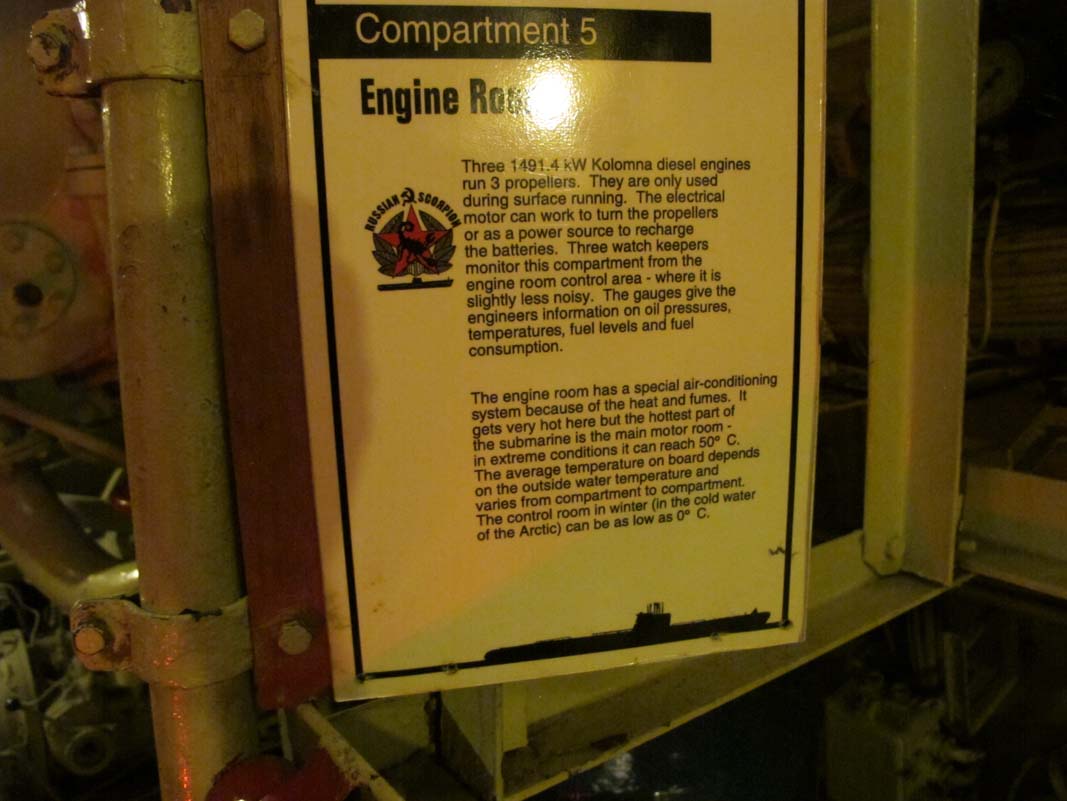 Compartment 5
Engine
RUSSIAN SCORPION
Three 1491.4 kW Kolomna diesel engines
run 3 propellers. They are only used
during surface running. The electrical
motor can work to turn the propellers
or as a power source to recharge
the batteries. Three watch keepers
monitor this compartment from the
engine room control area - where it is
slightly less noisy. The gauges give the
engineers information on oil pressures,
temperatures, fuel levels and fuel
consumption.
The engine room has a special air-conditioning
system because of the heat and fumes. It
gets very hot here but the hottest part of
the submarine is the main motor room -
in extreme conditions it can reach 50° C.
The average temperature on board depends
on the outside water temperature and
varies from compartment to compartment.
The control room in winter (in the cold water
of the Arctic) can be as low as 0° C.